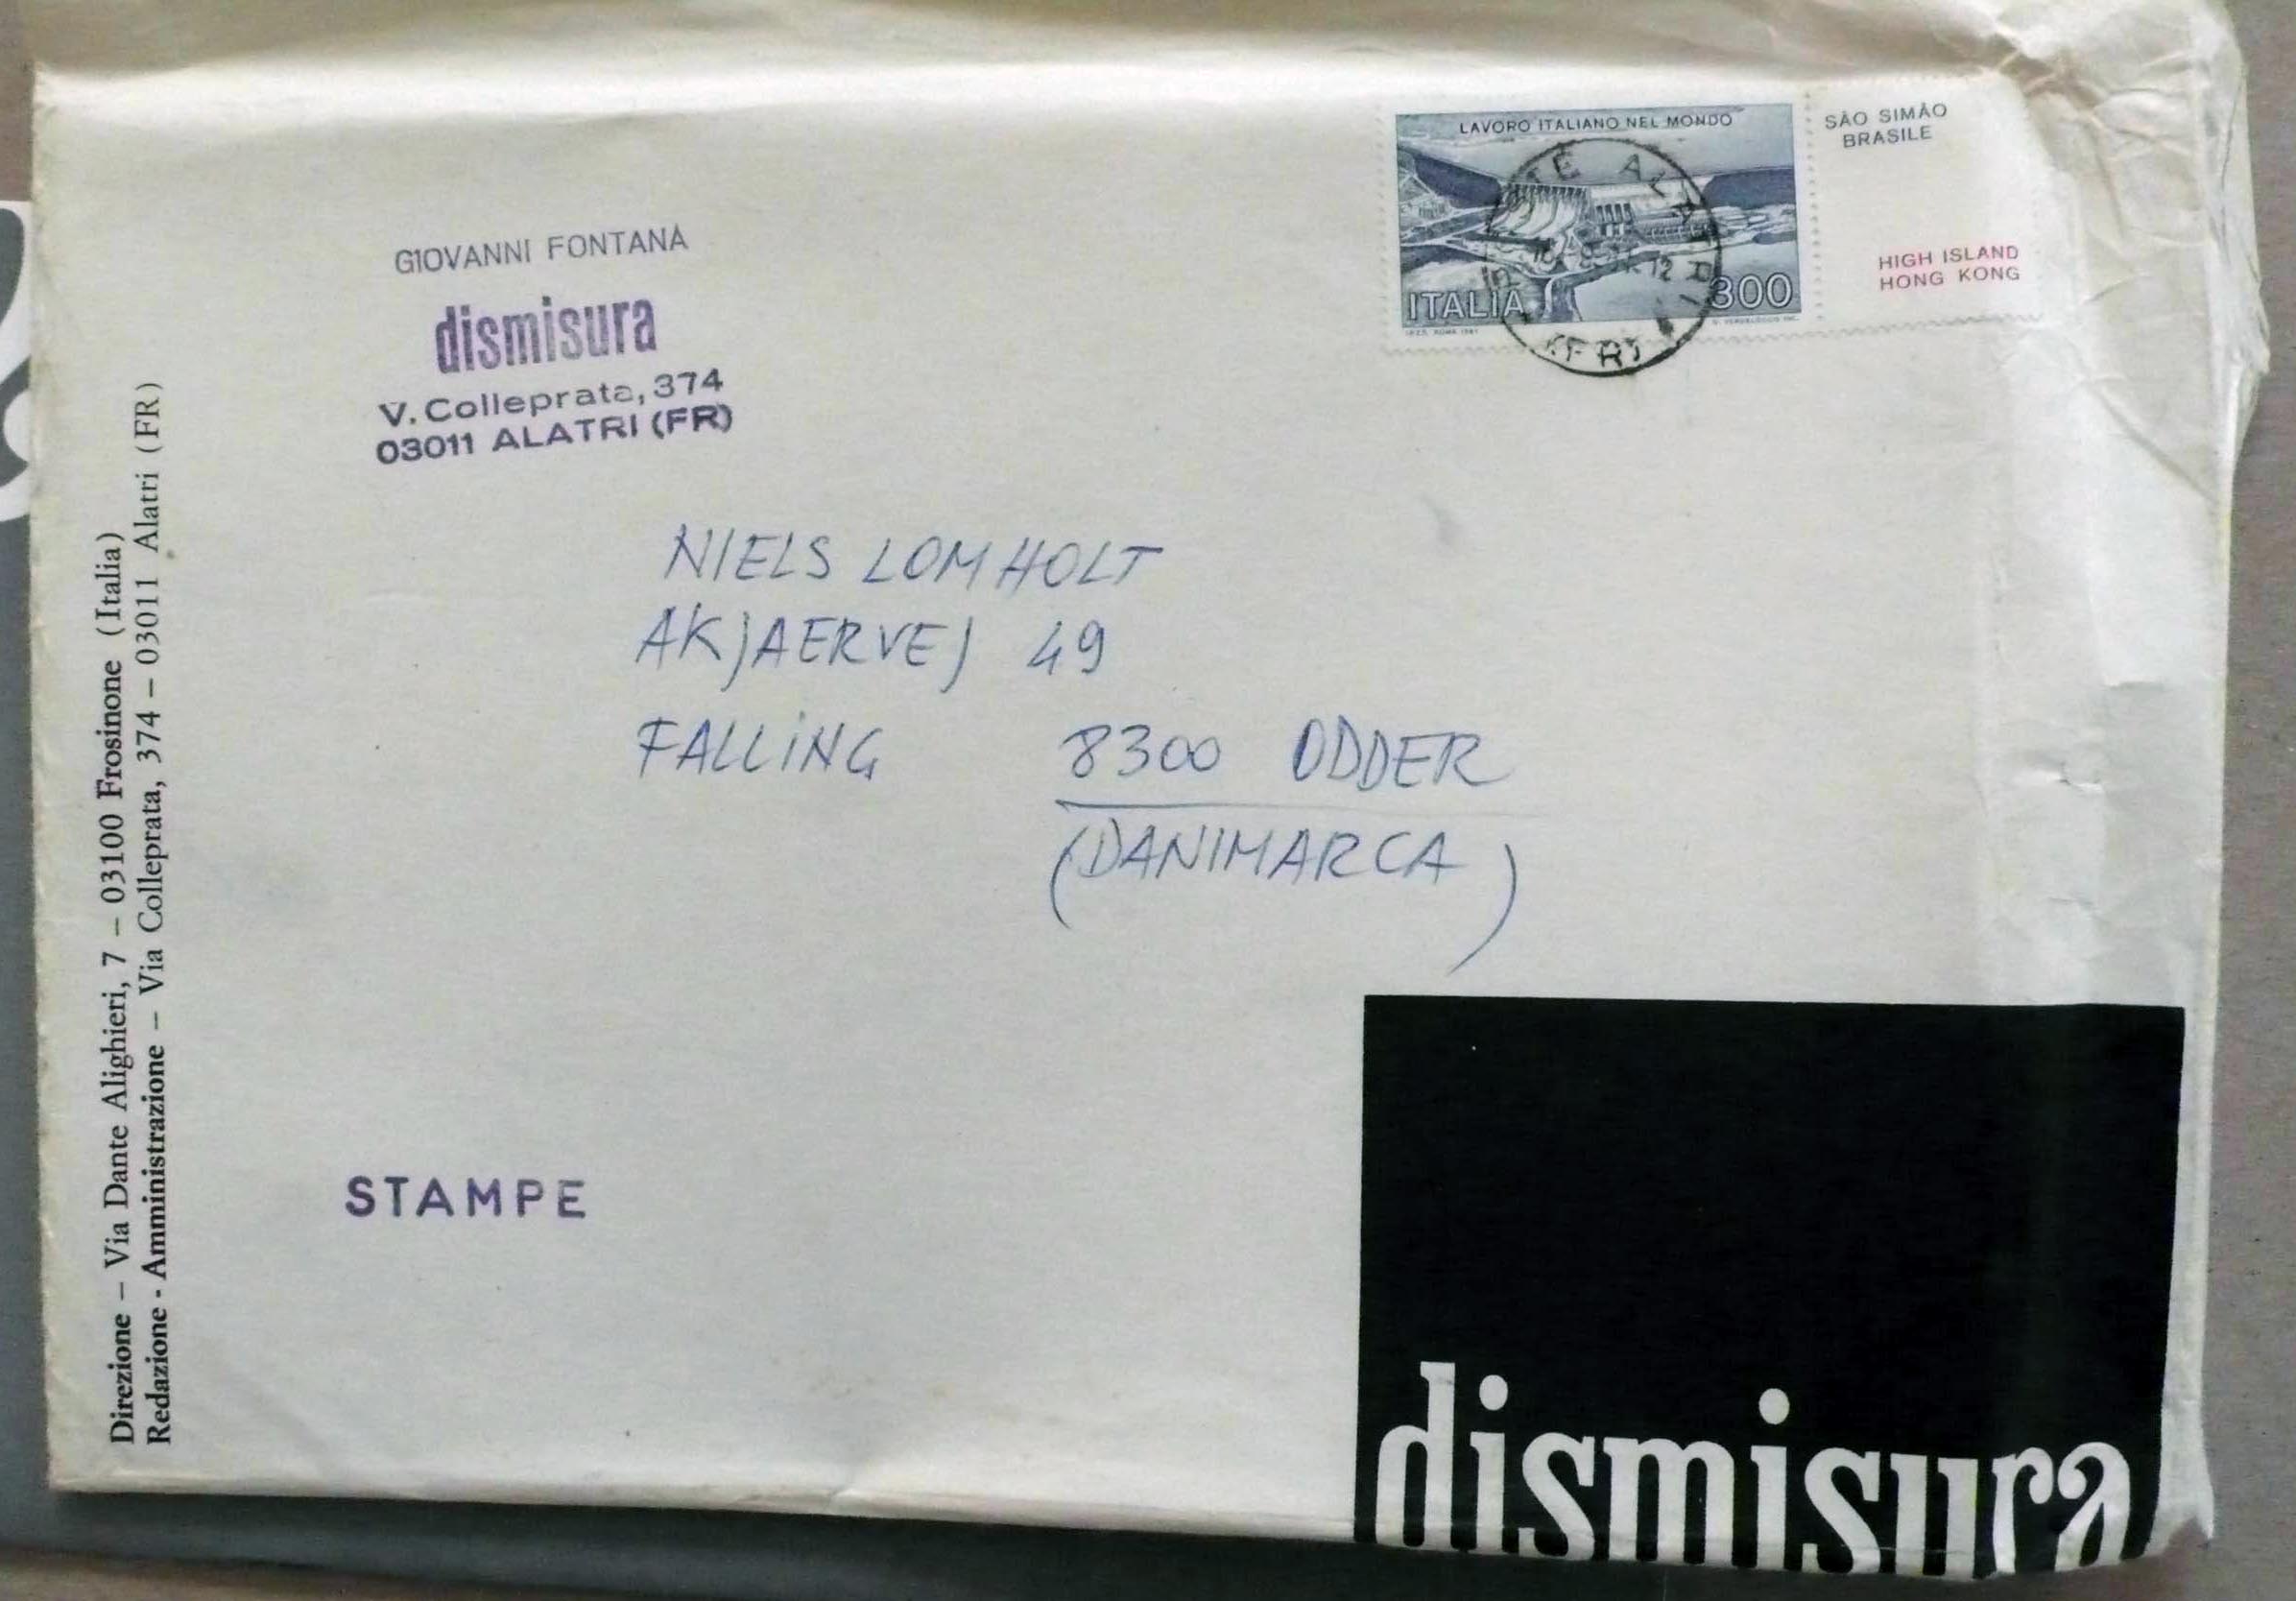 LAVORO ITALIANO NEL MONDO
ITALIA 300
SÃO SIMÃO
BRASILE
HIGH ISLAND
HONG KONG
ALATRI
(FR)
GIOVANNI FONTANA
dismisura
V. Colleprata, 374
03011 ALATRI (FR)
NIELS LOMHOLT
AKJAERVEJ 49
FALLiNG 8300 ODDER
(DANIMARCA)
STAMPE
Direzione – Via Dante Alighieri, 7 – 03100 Frosinone (Italia)
Redazione - Amministrazione – Via Colleprata, 374 – 03011 Alatri (FR)
dismisura